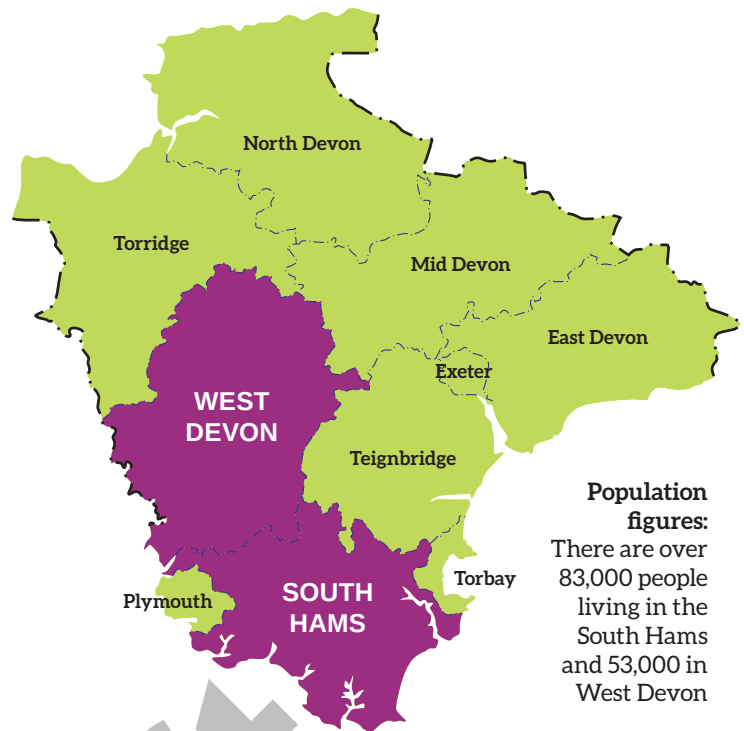 North Devon
Torridge
Mid Devon
East Devon
Exeter
WEST
DEVON
Teignbridge
Population
figures:
There are over
83,000 people
living in the
South Hams
and 53,000 in
West Devon
Torbay
Plymouth
SOUTH
HAMS